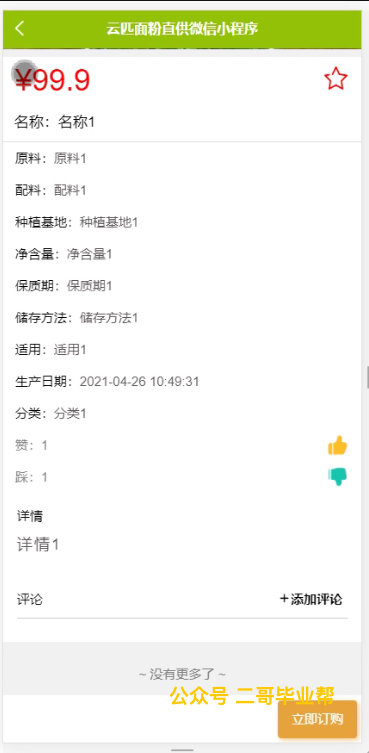 云匹面粉直供微信小程序
¥99.9
名称：名称1
原料：原料1
配料：配料1
种植基地：种植基地1
净含量：净含量1
保质期：保质期1
储存方法：储存方法1
适用：适用1
生产日期：2021-04-26 10:49:31
分类：分类1
赞：1
踩：1
详情
详情1
评论
+添加评论
~ 没有更多了 ~
公众号 二哥毕业帮
立即订购